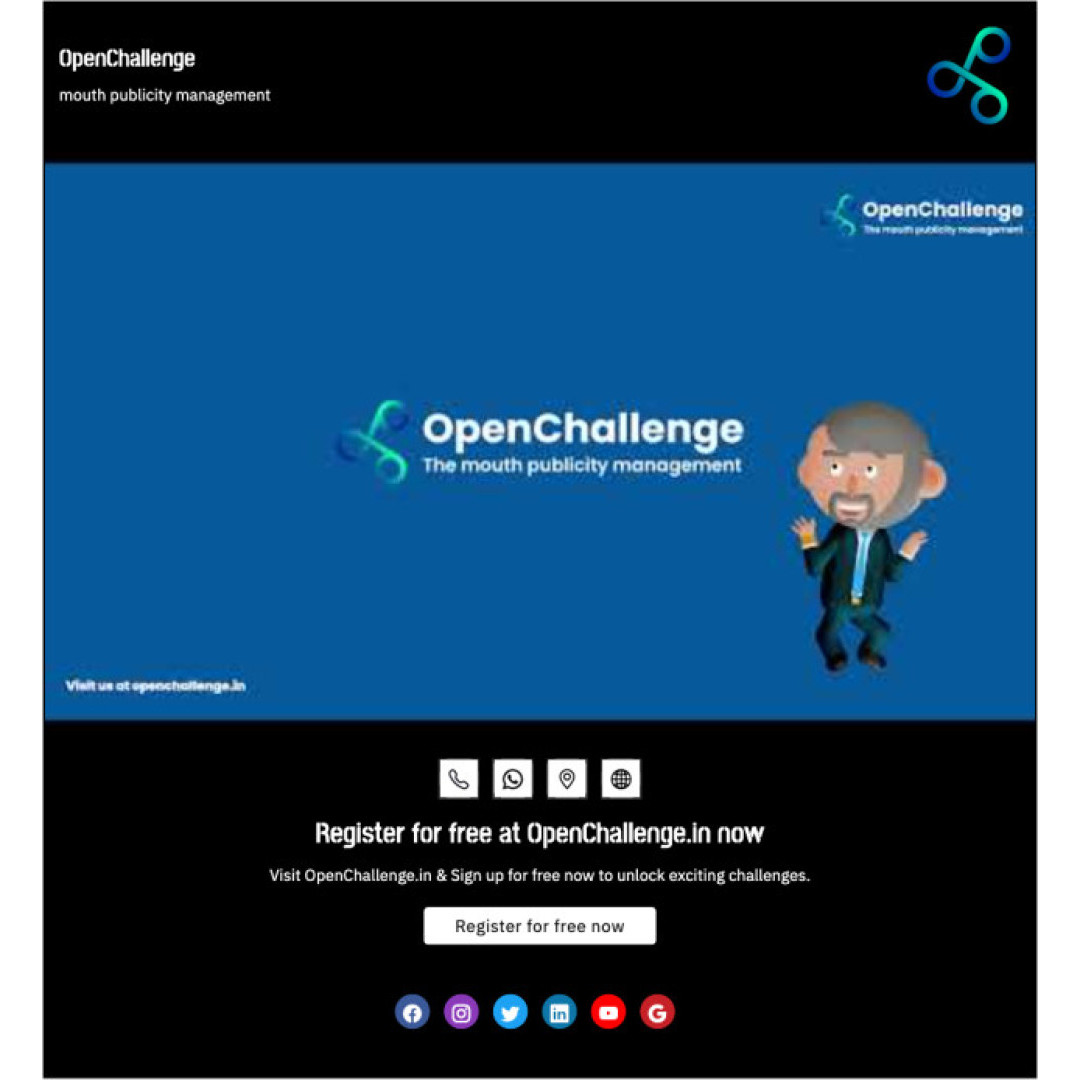 OpenChallenge
mouth publicity management
OpenChallenge
The mouth publicity management
OpenChallenge
The mouth publicity management
Visit us at openchallenge.in
Register for free at OpenChallenge.in now
Visit OpenChallenge.in & Sign up for free now to unlock exciting challenges.
Register for free now